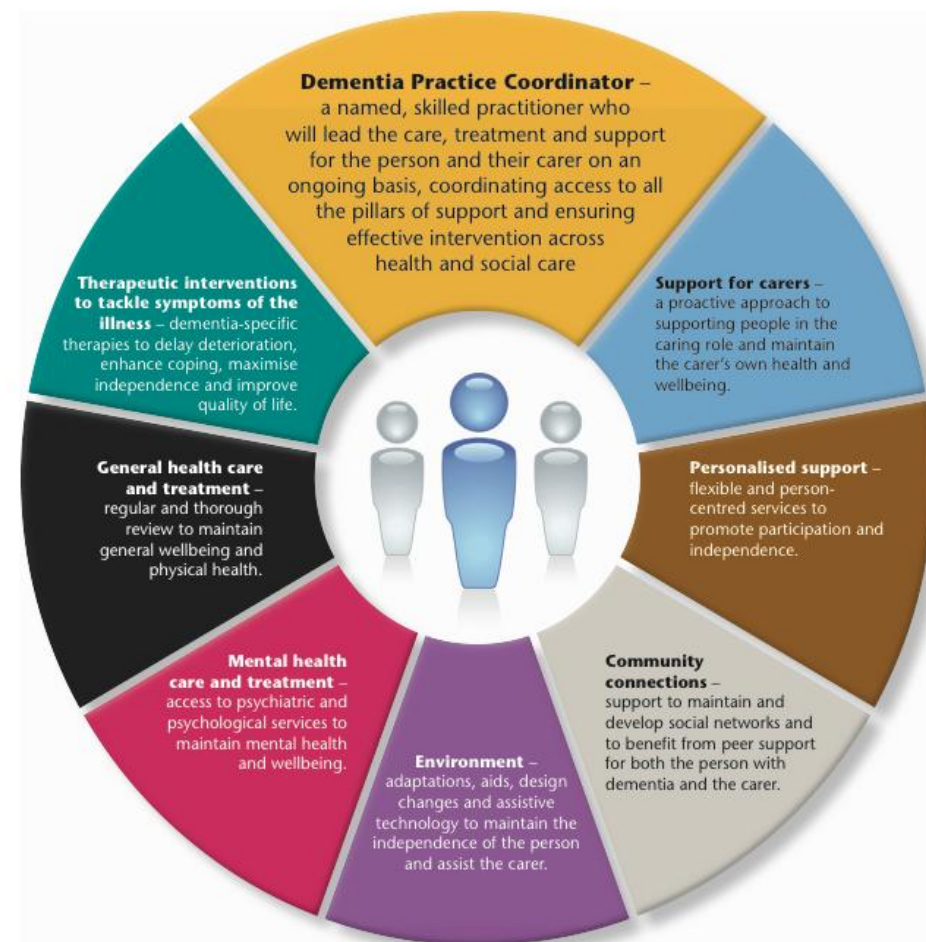 Dementia Practice Coordinator –
a named, skilled practitioner who
will lead the care, treatment and support
for the person and their carer on an
ongoing basis, coordinating access to all
the pillars of support and ensuring
effective intervention across
health and social care
Support for carers –
a proactive approach to
supporting people in the
caring role and maintain
the carer's own health and
wellbeing.
Personalised support –
flexible and person-
centred services to
promote participation and
independence.
Community
connections –
support to maintain and
develop social networks and
to benefit from peer support
for both the person with
dementia and the carer.
Environment –
adaptations, aids, design
changes and assistive
technology to maintain the
independence of the person
and assist the carer.
Mental health
care and treatment –
access to psychiatric and
psychological services to
maintain mental health
and wellbeing.
General health care
and treatment –
regular and thorough
review to maintain
general wellbeing and
physical health.
Therapeutic interventions
to tackle symptoms of the
illness – dementia-specific
therapies to delay deterioration,
enhance coping, maximise
independence and improve
quality of life.